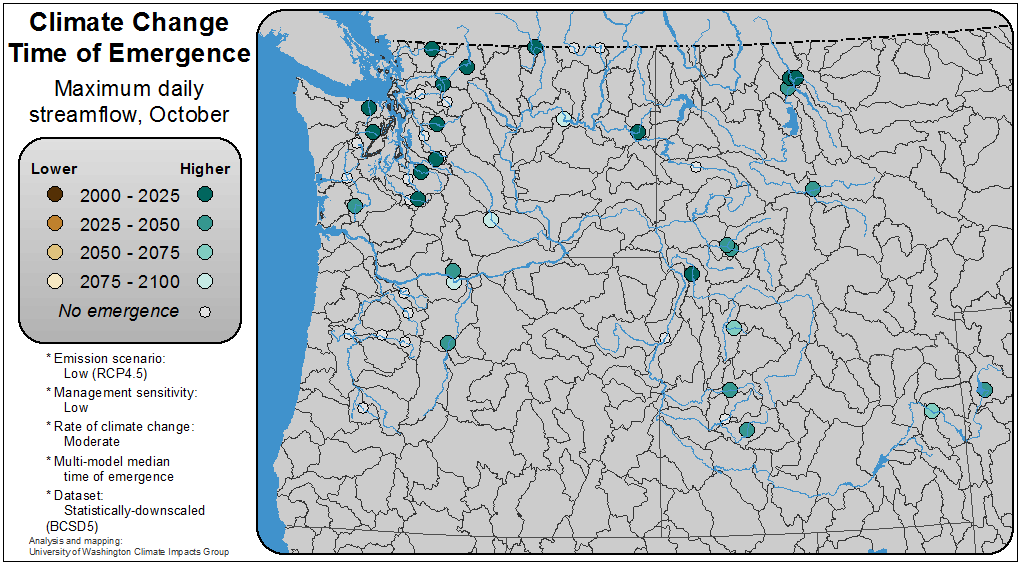 Climate Change
Time of Emergence
Maximum daily
streamflow, October
Lower Higher
2000 - 2025
2025 - 2050
2050 - 2075
2075 - 2100
No emergence
* Emission scenario:
Low (RCP4.5)
* Management sensitivity:
Low
* Rate of climate change:
Moderate
* Multi-model median
time of emergence
* Dataset:
Statistically-downscaled
(BCSD5)
Analysis and mapping:
University of Washington Climate Impacts Group